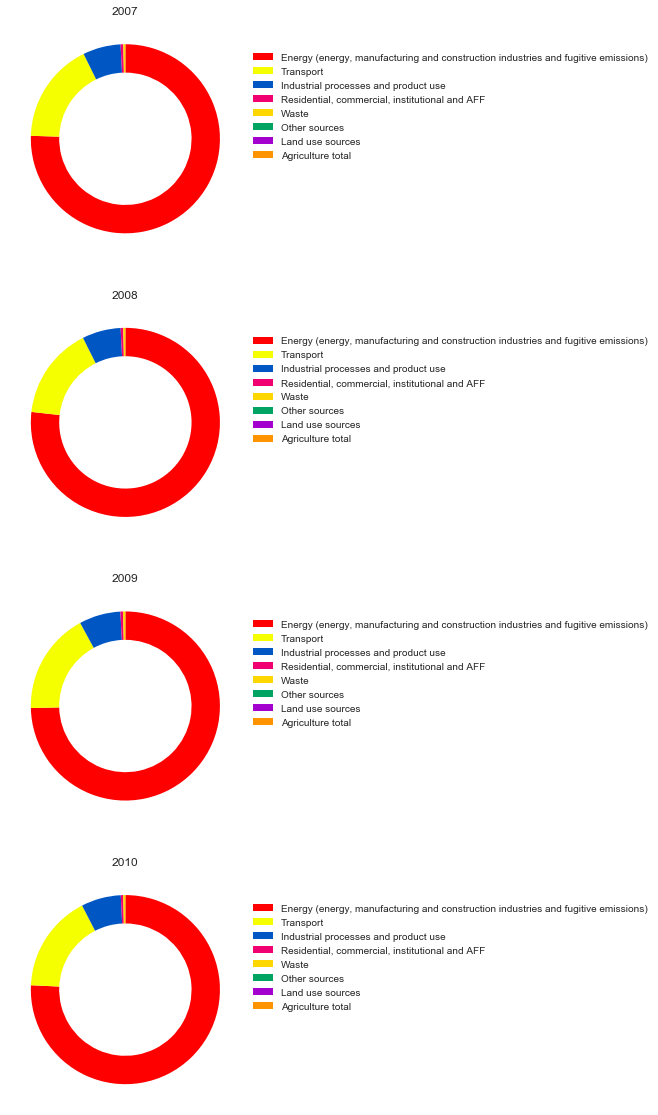 2007
Energy (energy, manufacturing and construction industries and fugitive emissions)
Transport
Industrial processes and product use
Residential, commercial, institutional and AFF
Waste
Other sources
Land use sources
Agriculture total
2008
Energy (energy, manufacturing and construction industries and fugitive emissions)
Transport
Industrial processes and product use
Residential, commercial, institutional and AFF
Waste
Other sources
Land use sources
Agriculture total
2009
Energy (energy, manufacturing and construction industries and fugitive emissions)
Transport
Industrial processes and product use
Residential, commercial, institutional and AFF
Waste
Other sources
Land use sources
Agriculture total
2010
Energy (energy, manufacturing and construction industries and fugitive emissions)
Transport
Industrial processes and product use
Residential, commercial, institutional and AFF
Waste
Other sources
Land use sources
Agriculture total